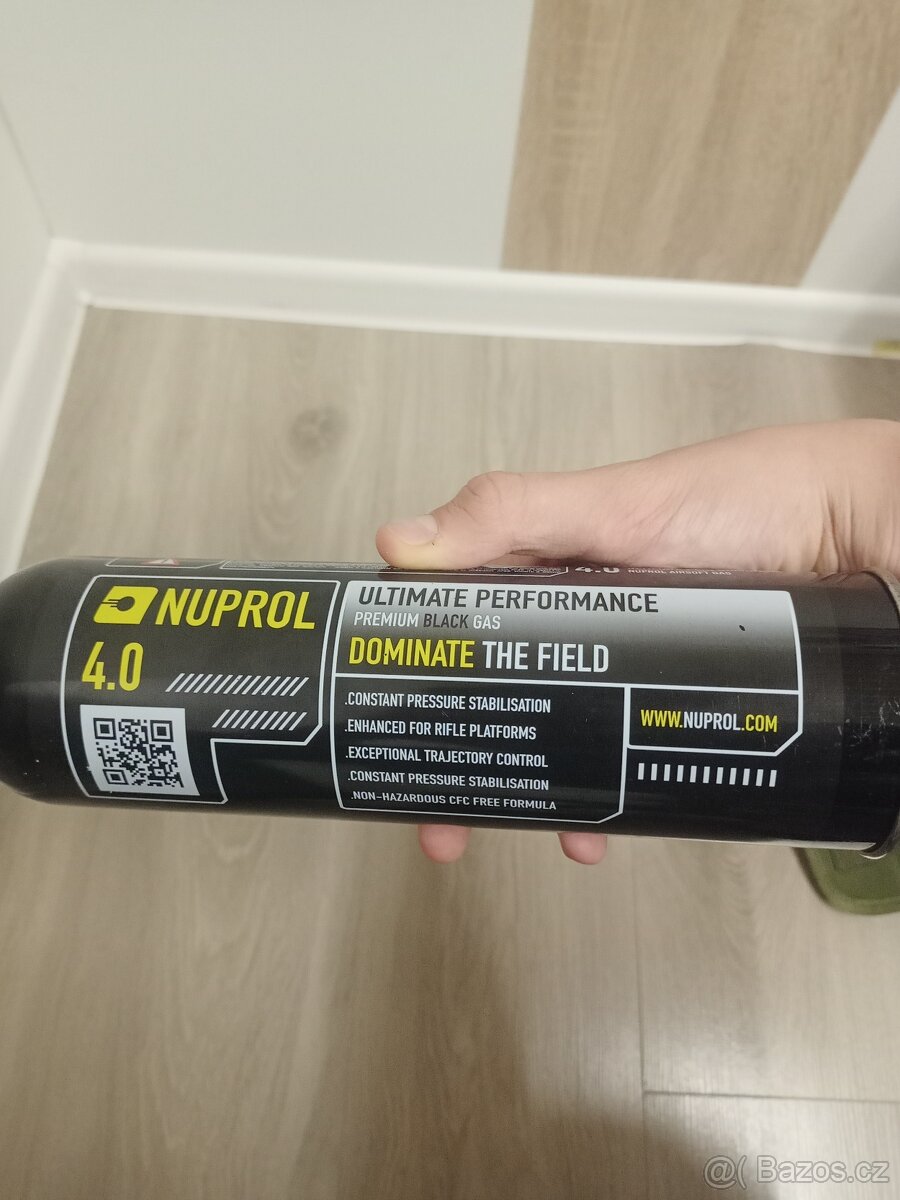 4.0 NUPROL AIRSOFT GAS
NUPROL
4.0
ULTIMATE PERFORMANCE
PREMIUM BLACK GAS
DOMINATE THE FIELD
.CONSTANT PRESSURE STABILISATION
.ENHANCED FOR RIFLE PLATFORMS
.EXCEPTIONAL TRAJECTORY CONTROL
.CONSTANT PRESSURE STABILISATION
.NON-HAZARDOUS CFC FREE FORMULA
WWW.NUPROL.COM
@( Bazos.cz